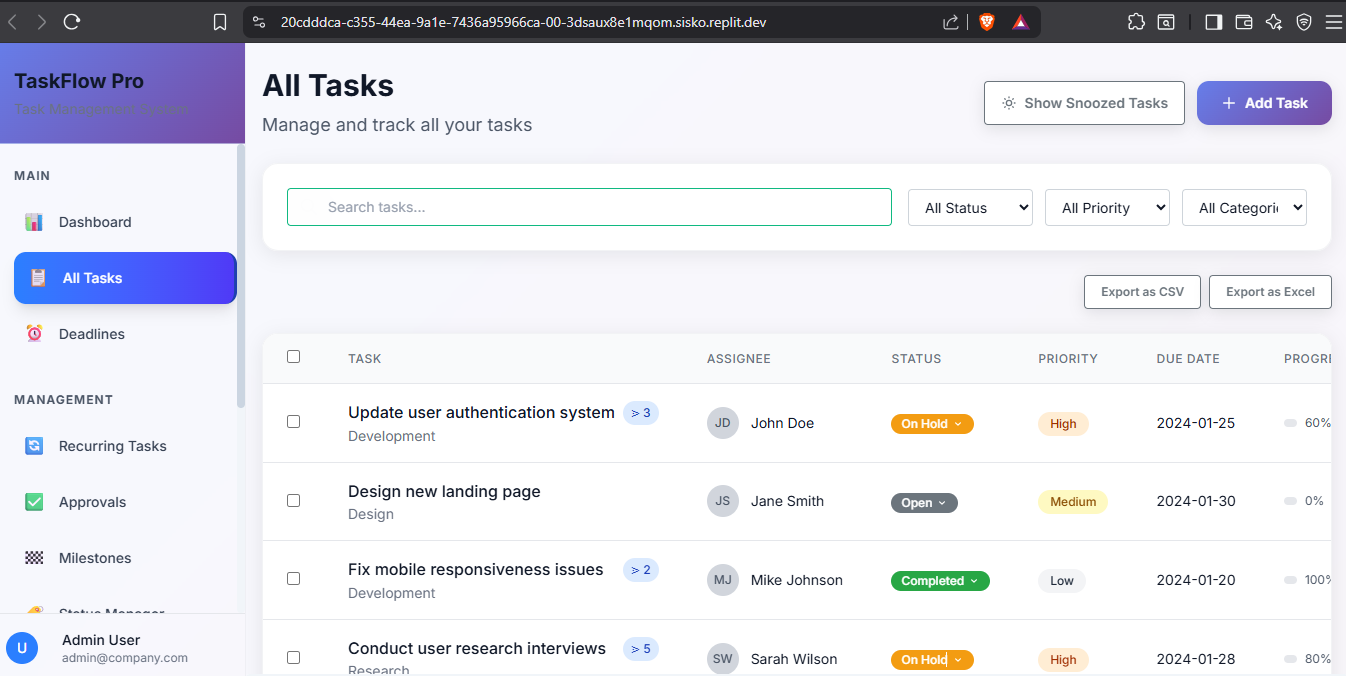 20cdddca-c355-44ea-9a1e-7436a95966ca-00-3dsaux8e1mqom.sisko.replit.dev
TaskFlow Pro
Task Management System
MAIN
Dashboard
All Tasks
Deadlines
MANAGEMENT
Recurring Tasks
Approvals
Milestones
Status Manager
U
Admin User
admin@company.com
All Tasks
Manage and track all your tasks
Show Snoozed Tasks
+ Add Task
Search tasks...
All Status
All Priority
All Categori
Export as CSV
Export as Excel
TASK ASSIGNEE STATUS PRIORITY DUE DATE PROGRE
Update user authentication system > 3 JD John Doe On Hold High 2024-01-25 60%
Development
Design new landing page JS Jane Smith Open Medium 2024-01-30 0%
Design
Fix mobile responsiveness issues > 2 MJ Mike Johnson Completed Low 2024-01-20 100%
Development
Conduct user research interviews > 5 SW Sarah Wilson On Hold High 2024-01-28 80%
Research